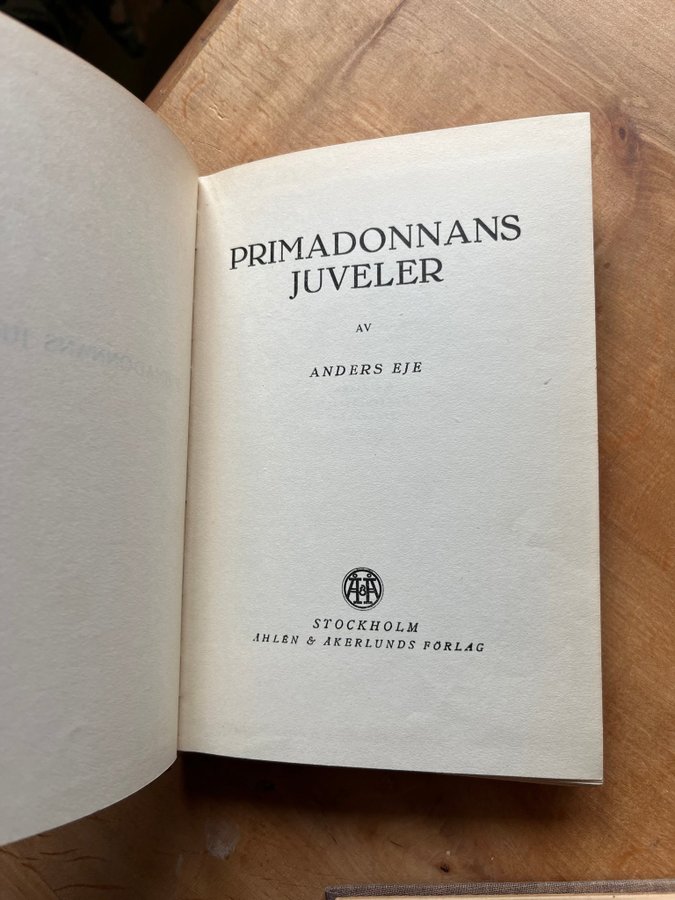 PRIMADONNANS
JUVELER
AV
ANDERS EJE
Å&Å
STOCKHOLM
ÅHLÉN & ÅKERLUNDS FÖRLAG